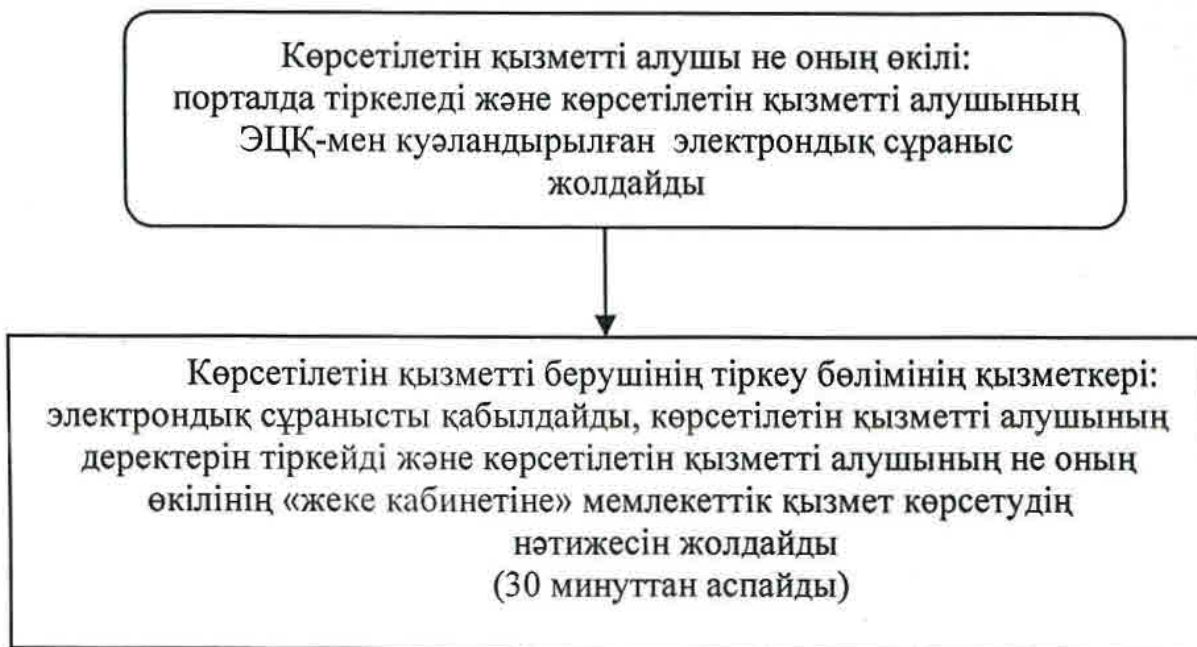 Көрсетілетін қызметті алушы не оның өкілі:
порталда тіркеледі және көрсетілетін қызметті алушының
ЭЦҚ-мен куәландырылған электрондық сұраныс
жолдайды
Көрсетілетін қызметті берушінің тіркеу бөлімінің қызметкері:
электрондық сұранысты қабылдайды, көрсетілетін қызметті алушының
деректерін тіркейді және көрсетілетін қызметті алушының не оның
өкілінің «жеке кабинетіне» мемлекеттік қызмет көрсетудің
нәтижесін жолдайды
(30 минуттан аспайды)